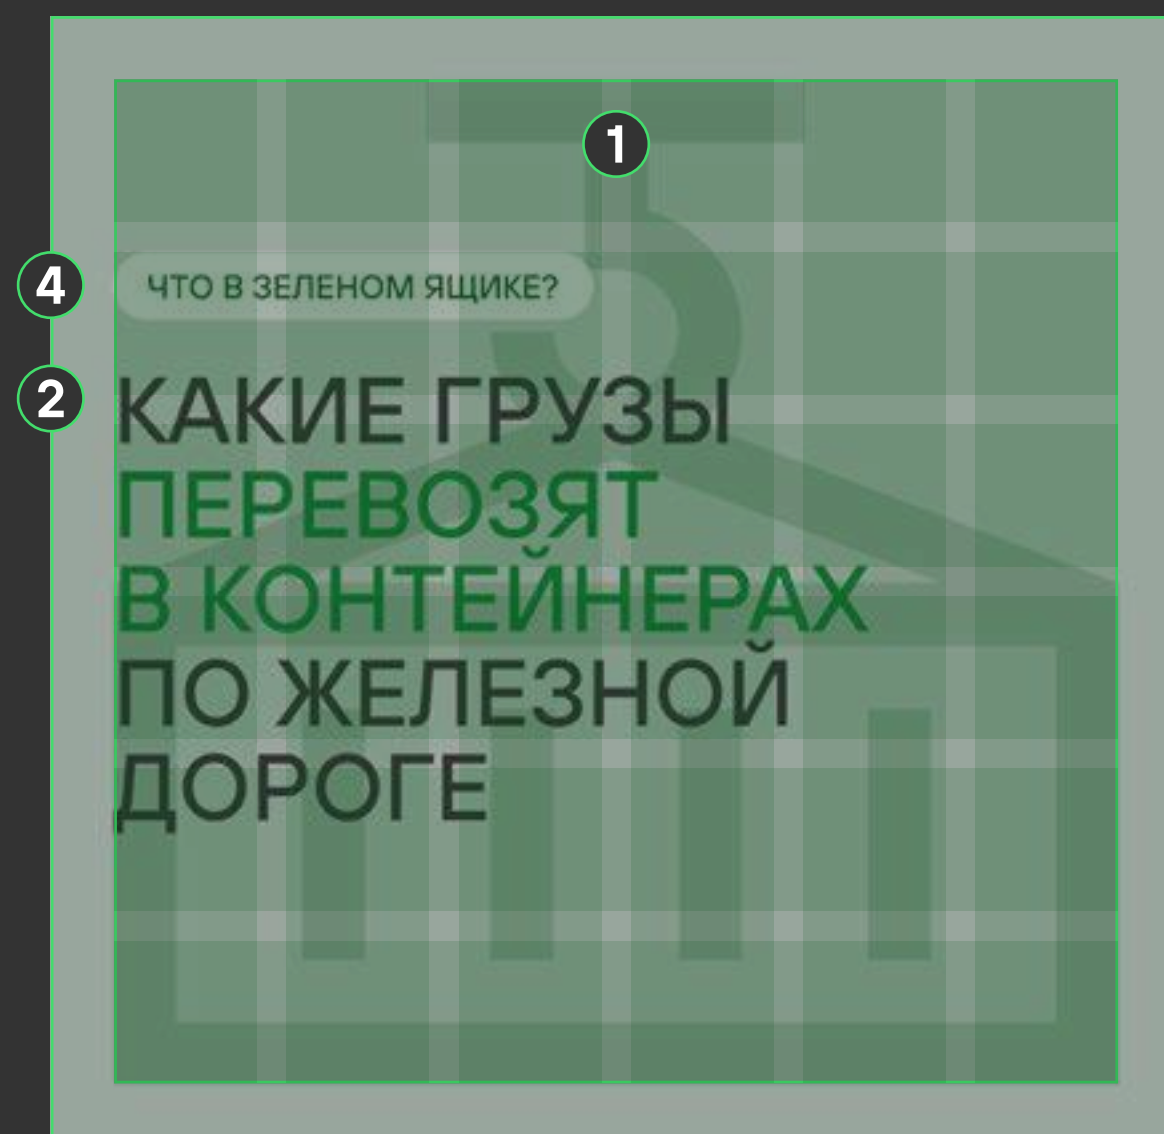 1
4
ЧТО В ЗЕЛЕНОМ ЯЩИКЕ?
2
КАКИЕ ГРУЗЫ
ПЕРЕВОЗЯТ
В КОНТЕЙНЕРАХ
ПО ЖЕЛЕЗНОЙ
ДОРОГЕ